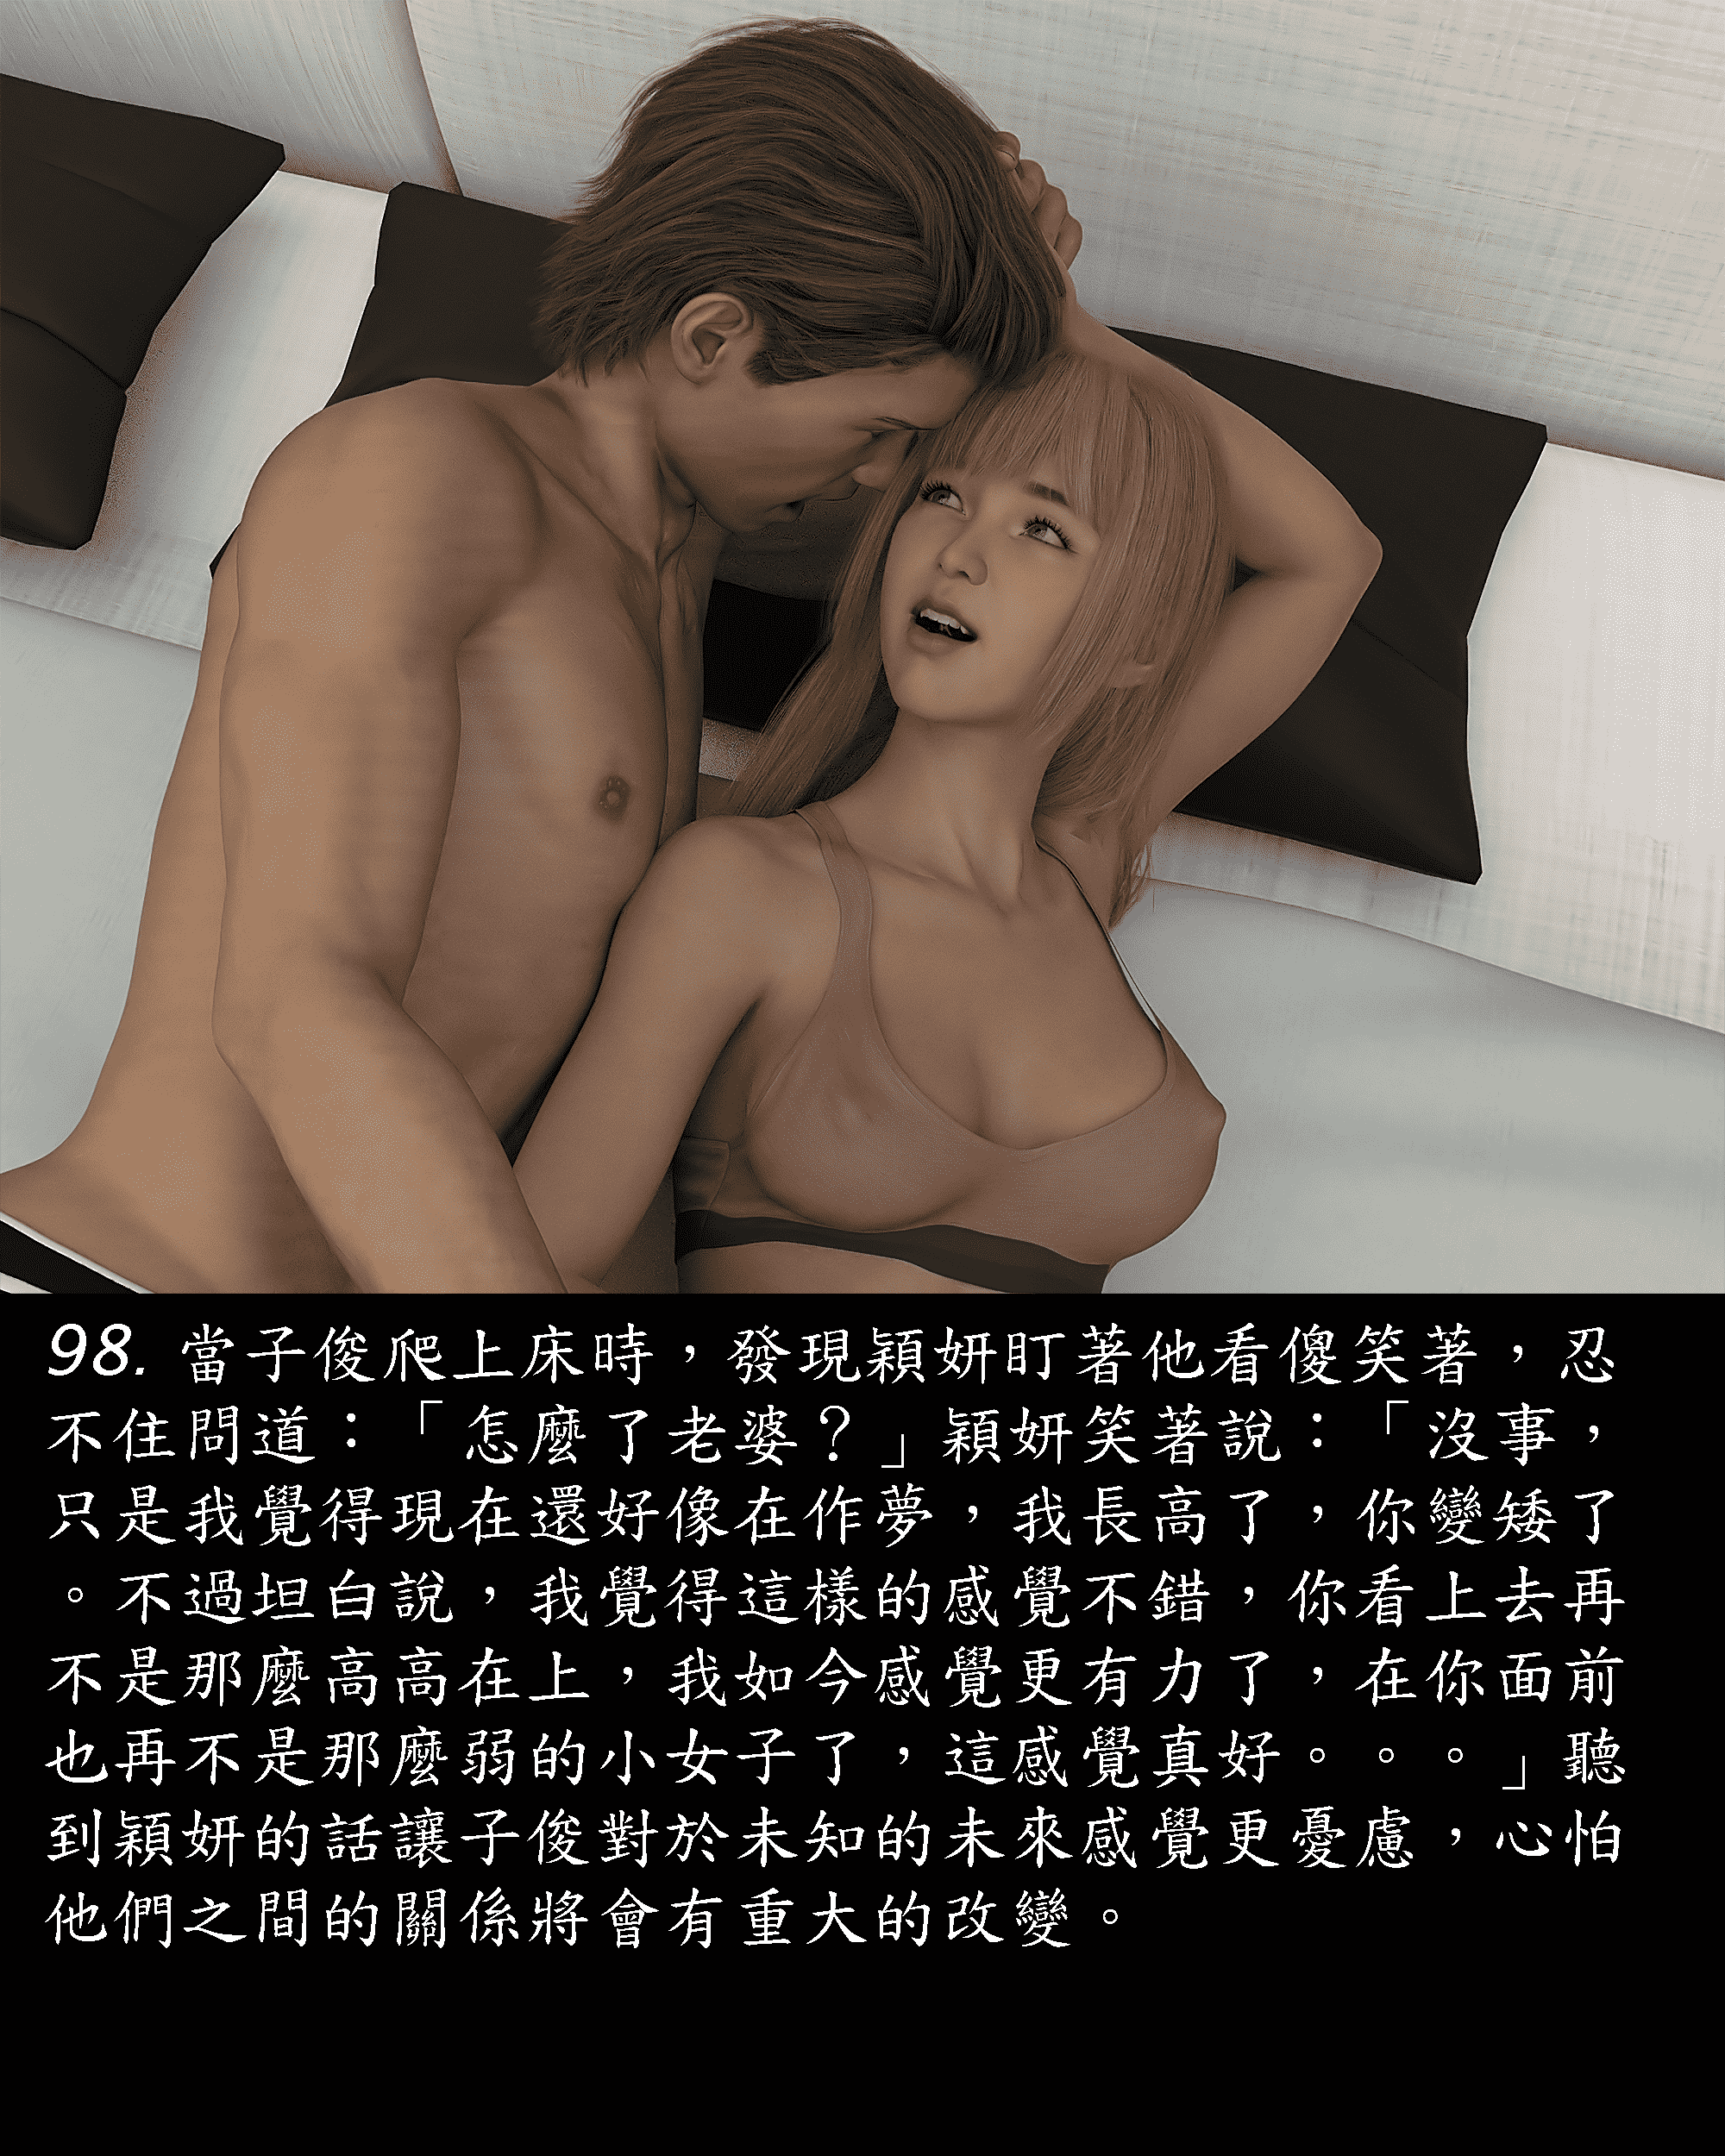 98. 當子俊爬上床時，發現穎妍盯著他看傻笑著，忍
不住問道：「怎麼了老婆？」穎妍笑著說：「沒事，
只是我覺得現在還好像在作夢，我長高了，你變矮了
。不過坦白說，我覺得這樣的感覺不錯，你看上去再
不是那麼高高在上，我如今感覺更有力了，在你面前
也再不是那麼弱的小女子了，這感覺真好。。。」聽
到穎妍的話讓子俊對於未知的未來感覺更憂慮，心怕
他們之間的關係將會有重大的改變。